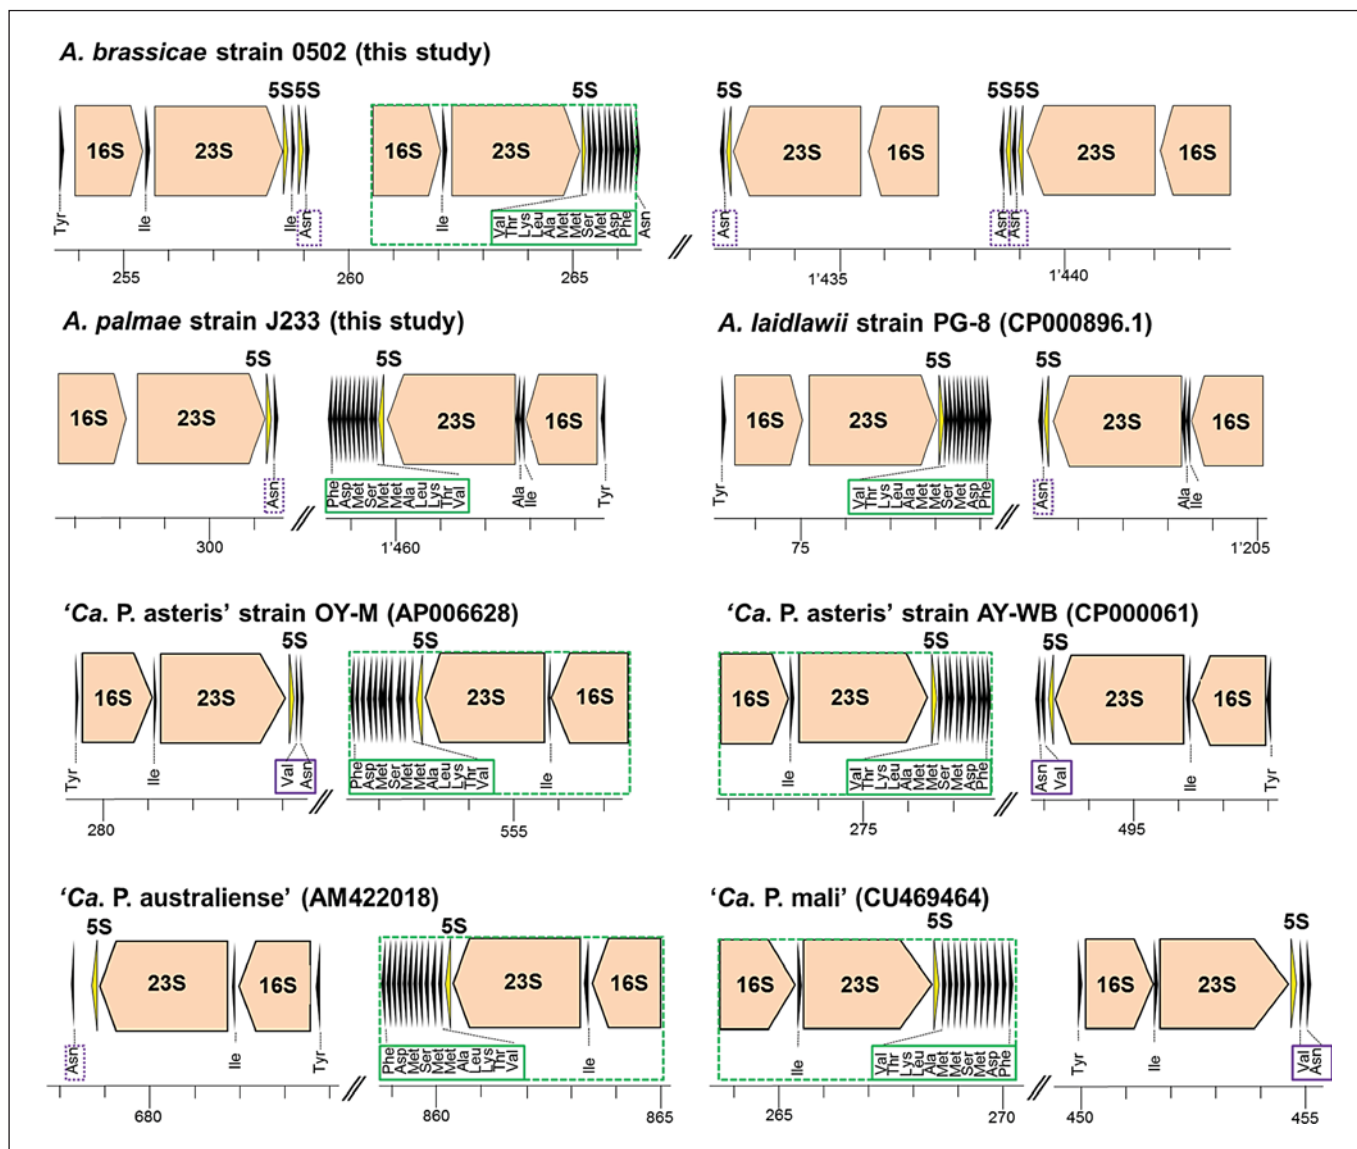 A. brassicae strain 0502 (this study)
5S 5S 5S 5S 5S 5S
16S 23S 16S 23S 23S 16S 23S 16S
Tyr Ile Ile Asn Ile Val Thr Lys Leu Ala Met Met Ser Met Asp Phe Asn Asn Asn Asn
255 260 265 1'435 1'440
A. palmae strain J233 (this study) A. laidlawii strain PG-8 (CP000896.1)
5S 5S 5S 5S
16S 23S 23S 16S 16S 23S 23S 16S
Asn Phe Asp Met Ser Met Met Ala Leu Lys Thr Val Ala Ile Tyr Tyr Val Thr Lys Leu Ala Met Met Ser Met Asp Phe Asn Ala Ile
300 1'460 75 1'205
'Ca. P. asteris' strain OY-M (AP006628) 'Ca. P. asteris' strain AY-WB (CP000061)
5S 5S 5S 5S
16S 23S 23S 16S 16S 23S 23S 16S
Tyr Ile Val Asn Phe Asp Met Ser Met Met Ala Leu Lys Thr Val Ile Ile Val Thr Lys Leu Ala Met Met Ser Met Asp Phe Asn Val Ile Tyr
280 555 275 495
'Ca. P. australiense' (AM422018) 'Ca. P. mali' (CU469464)
5S 5S 5S 5S
23S 16S 23S 16S 16S 23S 16S 23S
Asn Ile Tyr Phe Asp Met Ser Met Met Ala Leu Lys Thr Val Ile Ile Val Thr Lys Leu Ala Met Met Ser Met Asp Phe Tyr Ile Val Asn
680 860 865 265 270 450 455